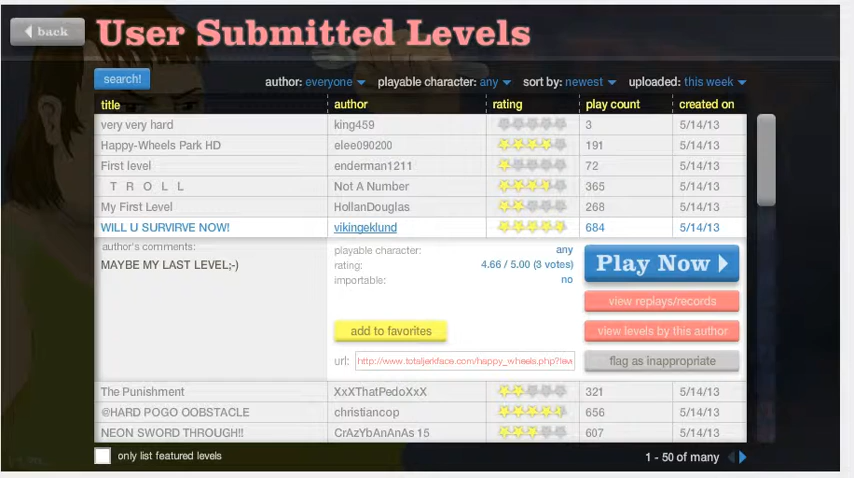 back
User Submitted Levels
search!
author: everyone playable character: any sort by: newest uploaded: this week
title author rating play count created on
very very hard king459 3 5/14/13
Happy-Wheels Park HD elee090200 191 5/14/13
First level enderman1211 72 5/14/13
T R O L L Not A Number 365 5/14/13
My First Level HollanDouglas 268 5/14/13
WILL U SURVIRVE NOW! vikingeklund 684 5/14/13
author's comments:
MAYBE MY LAST LEVEL;-)
playable character: any
rating: 4.66 / 5.00 (3 votes)
importable: no
Play Now
view replays/records
add to favorites
view levels by this author
url: http://www.totaljerkface.com/happy_wheels.php?leve
flag as inappropriate
The Punishment XxXThatPedoXxX 321 5/14/13
@HARD POGO OOBSTACLE christiancop 656 5/14/13
NEON SWORD THROUGH!! CrAzYbAnAnAs 15 607 5/14/13
only list featured levels
1 - 50 of many